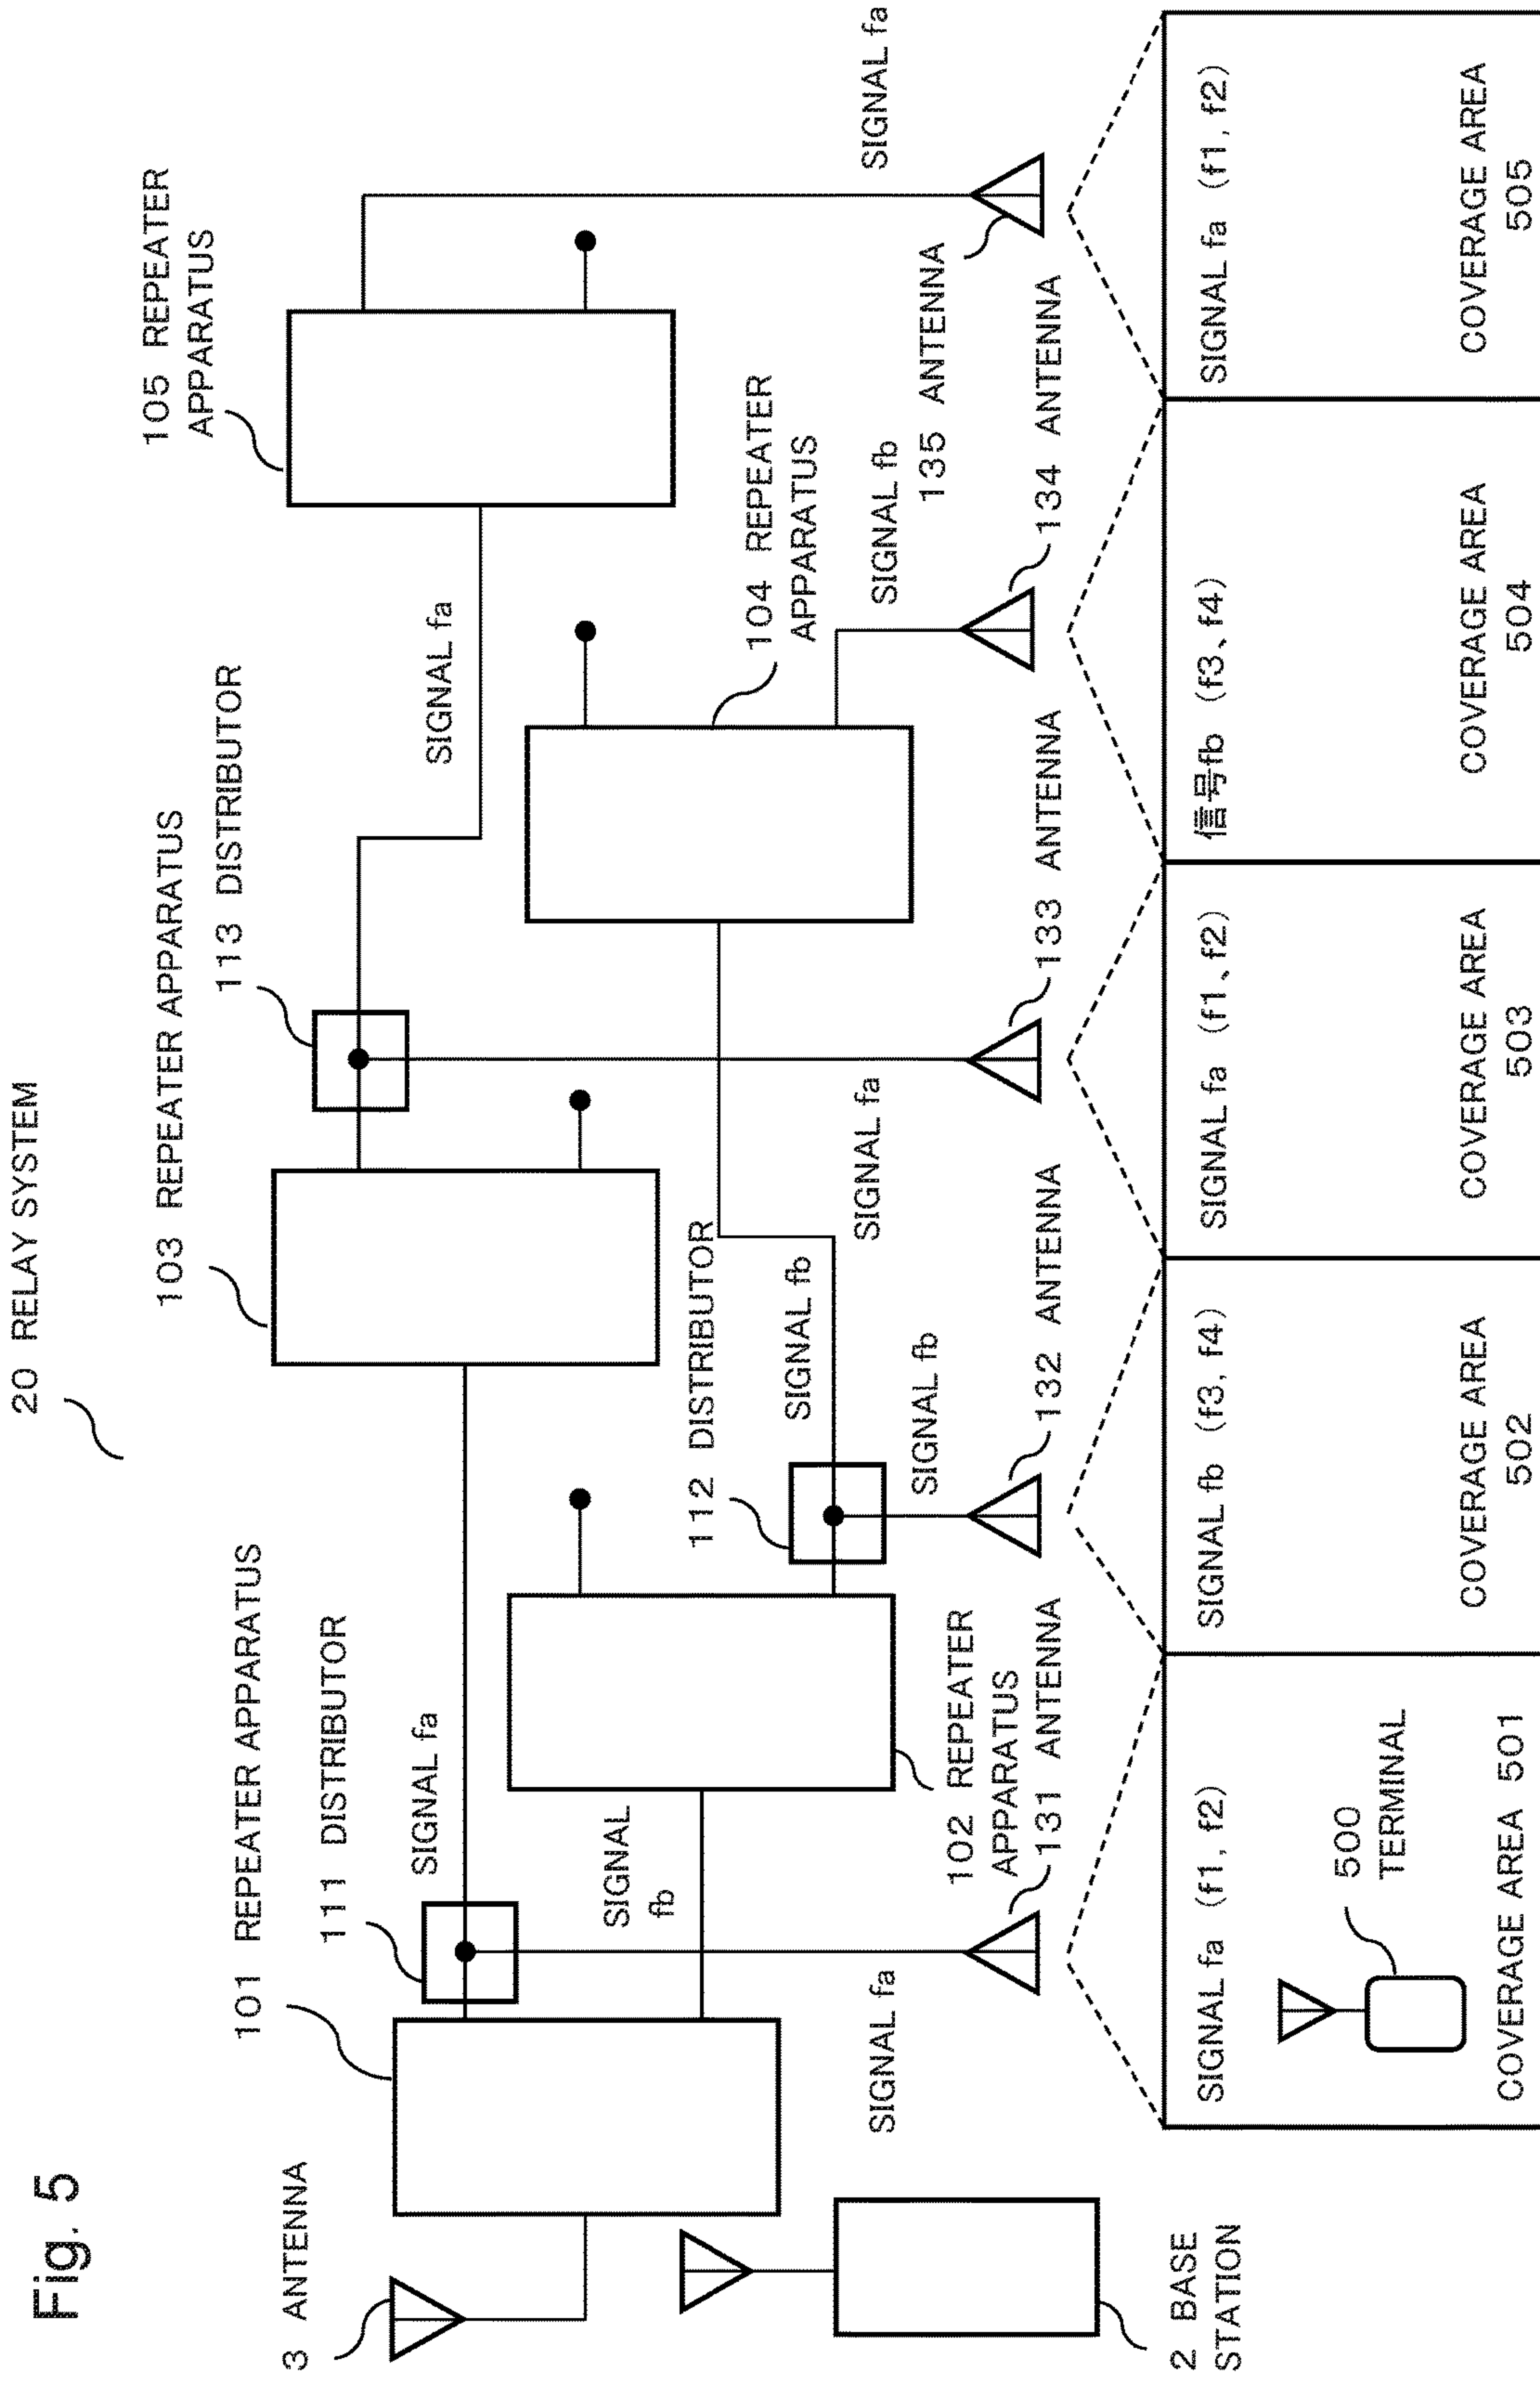 Fig. 5
20 RELAY SYSTEM
3 ANTENNA
2 BASE
STATION
101 REPEATER APPARATUS
111 DISTRIBUTOR
SIGNAL fa
SIGNAL
fb
SIGNAL fa
102 REPEATER
APPARATUS
131 ANTENNA
112 DISTRIBUTOR
SIGNAL fb
SIGNAL fb
132 ANTENNA
103 REPEATER APPARATUS
113 DISTRIBUTOR
SIGNAL fa
133 ANTENNA
SIGNAL fa
104 REPEATER
APPARATUS
SIGNAL fb
134 ANTENNA
105 REPEATER
APPARATUS
135 ANTENNA
SIGNAL fa
SIGNAL fa (f1, f2)
500
TERMINAL
COVERAGE AREA 501
SIGNAL fb (f3, f4)
COVERAGE AREA
502
SIGNAL fa (f1、f2)
COVERAGE AREA
503
信号fb (f3、f4)
COVERAGE AREA
504
SIGNAL fa (f1, f2)
COVERAGE AREA
505